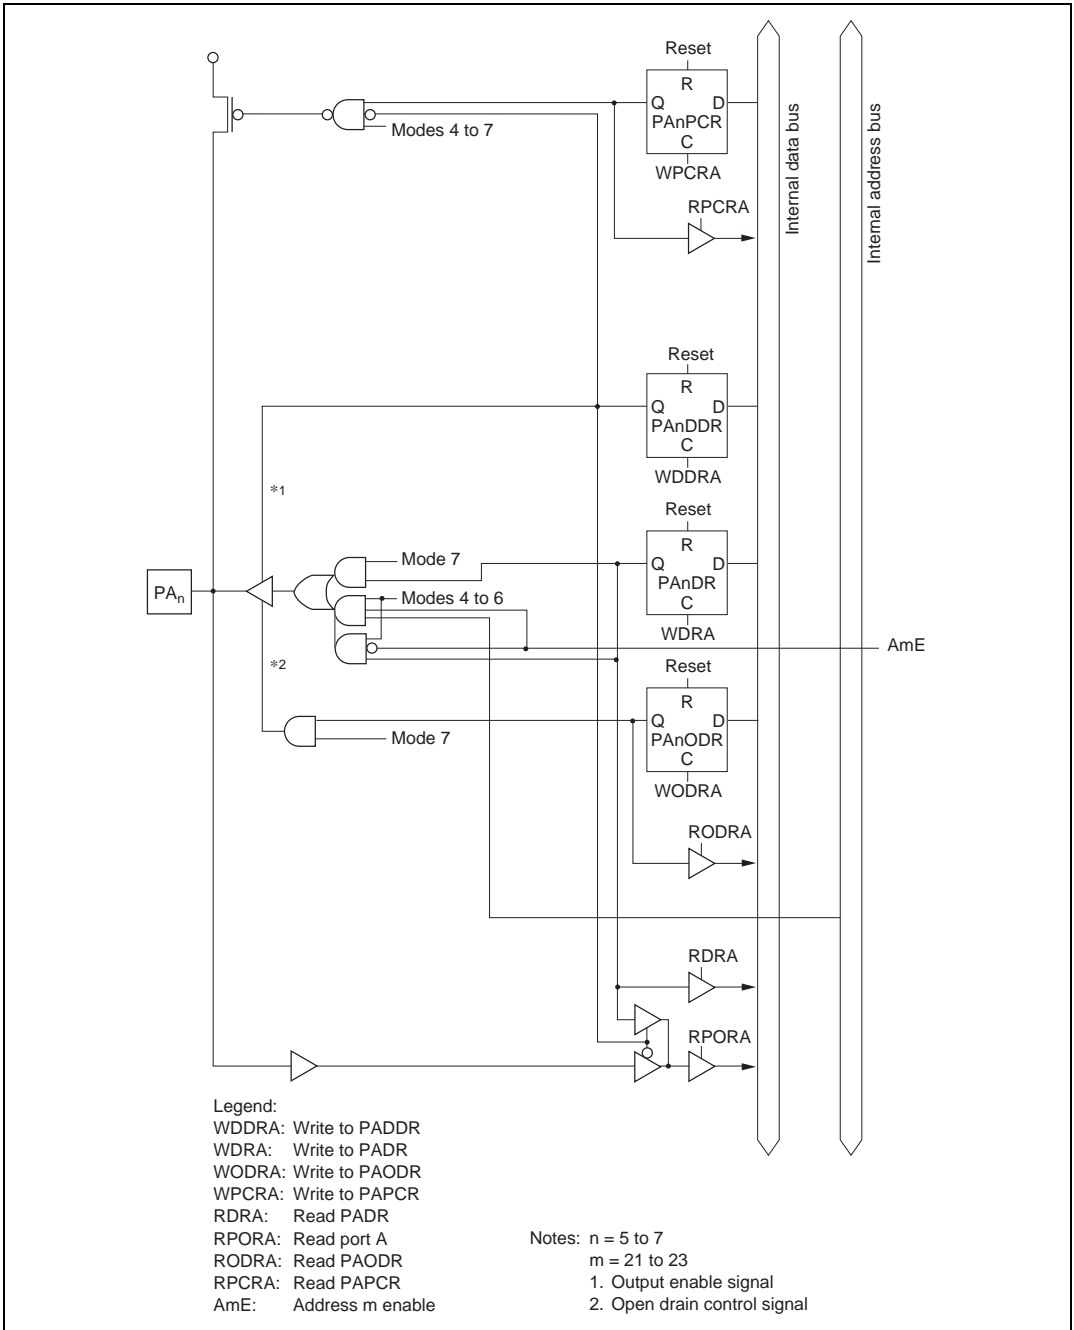 Reset
R
Q D
PAnPCR
C
WPCRA
Modes 4 to 7
RPCRA
Internal data bus
Internal address bus
Reset
R
Q D
PAnDDR
C
WDDRA
*1
Reset
R
Q D
PAnDR
C
WDRA
Mode 7
PAn
Modes 4 to 6
AmE
*2
Reset
R
Q D
PAnODR
C
WODRA
Mode 7
RODRA
RDRA
RPORA
Legend:
WDDRA: Write to PADDR
WDRA: Write to PADR
WODRA: Write to PAODR
WPCRA: Write to PAPCR
RDRA: Read PADR
RPORA: Read port A
RODRA: Read PAODR
RPCRA: Read PAPCR
AmE: Address m enable
Notes: n = 5 to 7
m = 21 to 23
1. Output enable signal
2. Open drain control signal